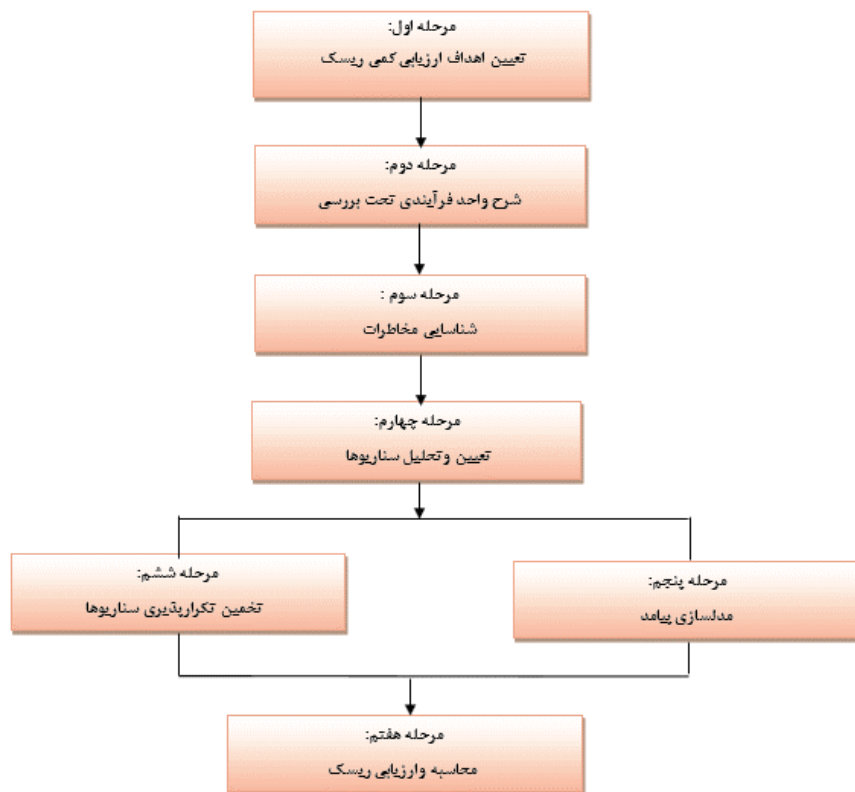 مرحله اول:
تعیین اهداف ارزیابی کمی ریسک
مرحله دوم:
شرح واحد فرآیندی تحت بررسی
مرحله سوم :
شناسایی مخاطرات
مرحله چهارم:
تعیین وتحلیل سناریوها
مرحله پنجم:
مدلسازی پیامد
مرحله ششم:
تخمین تکرارپذیری سناریوها
مرحله هفتم:
محاسبه وارزیابی ریسک